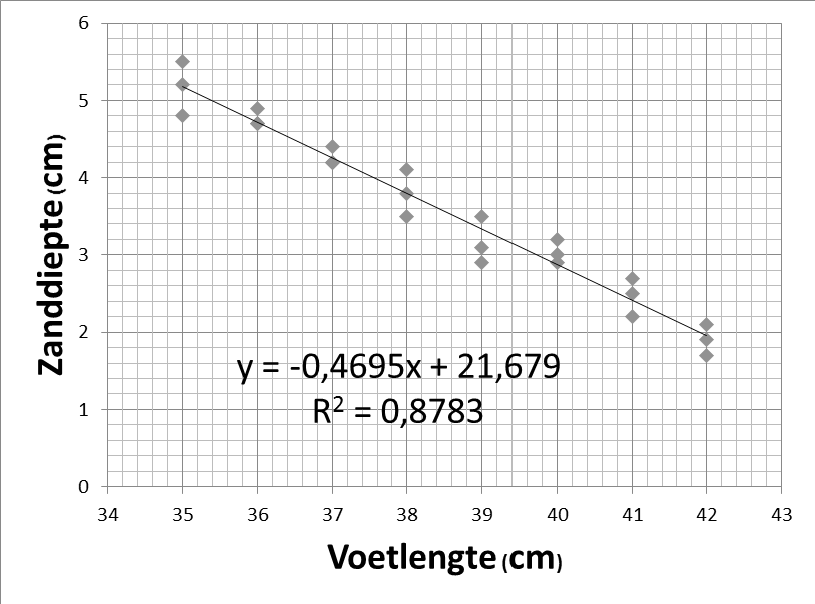 6
5
4
3
2
1
0
Zanddiepte (cm)
y = -0,4695x + 21,679
R² = 0,8783
34 35 36 37 38 39 40 41 42 43
Voetlengte (cm)